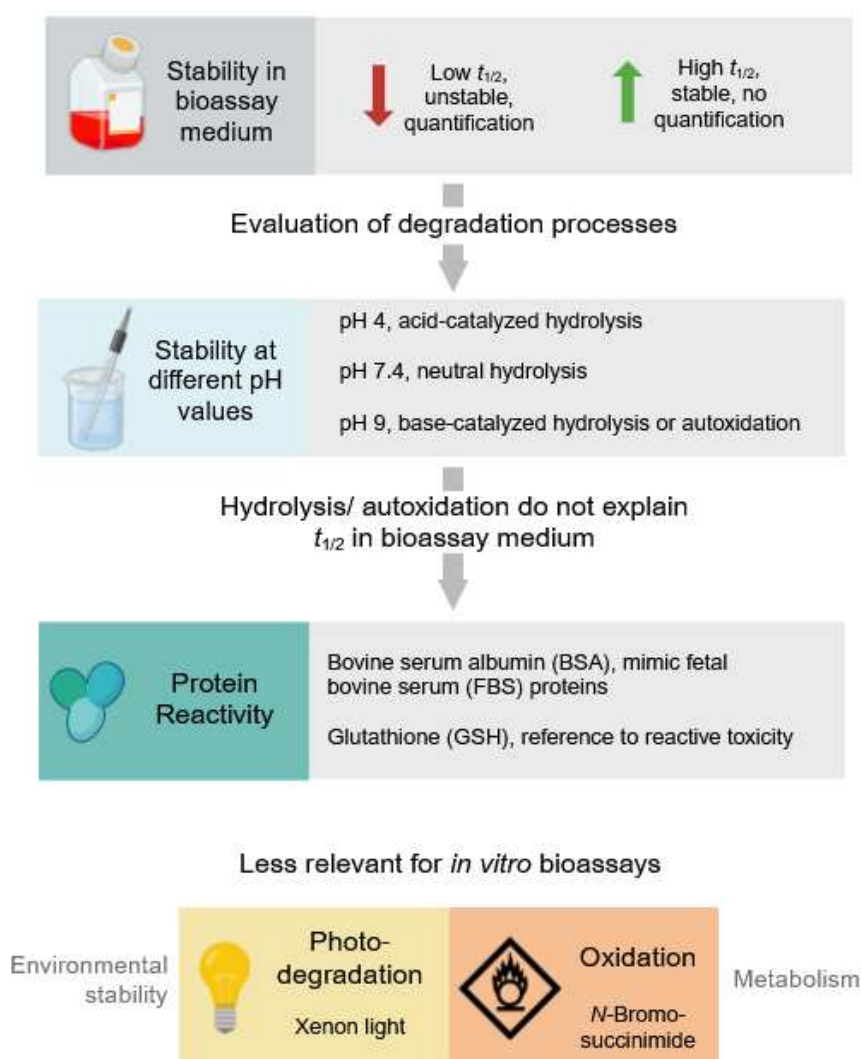 Stability in
bioassay
medium
Low t1/2,
unstable,
quantification
High t1/2,
stable, no
quantification
Evaluation of degradation processes
Stability at
different pH
values
pH 4, acid-catalyzed hydrolysis
pH 7.4, neutral hydrolysis
pH 9, base-catalyzed hydrolysis or autoxidation
Hydrolysis/ autoxidation do not explain
t1/2 in bioassay medium
Protein
Reactivity
Bovine serum albumin (BSA), mimic fetal
bovine serum (FBS) proteins
Glutathione (GSH), reference to reactive toxicity
Less relevant for in vitro bioassays
Environmental
stability
Photo-
degradation
Xenon light
Oxidation
N-Bromo-
succinimide
Metabolism